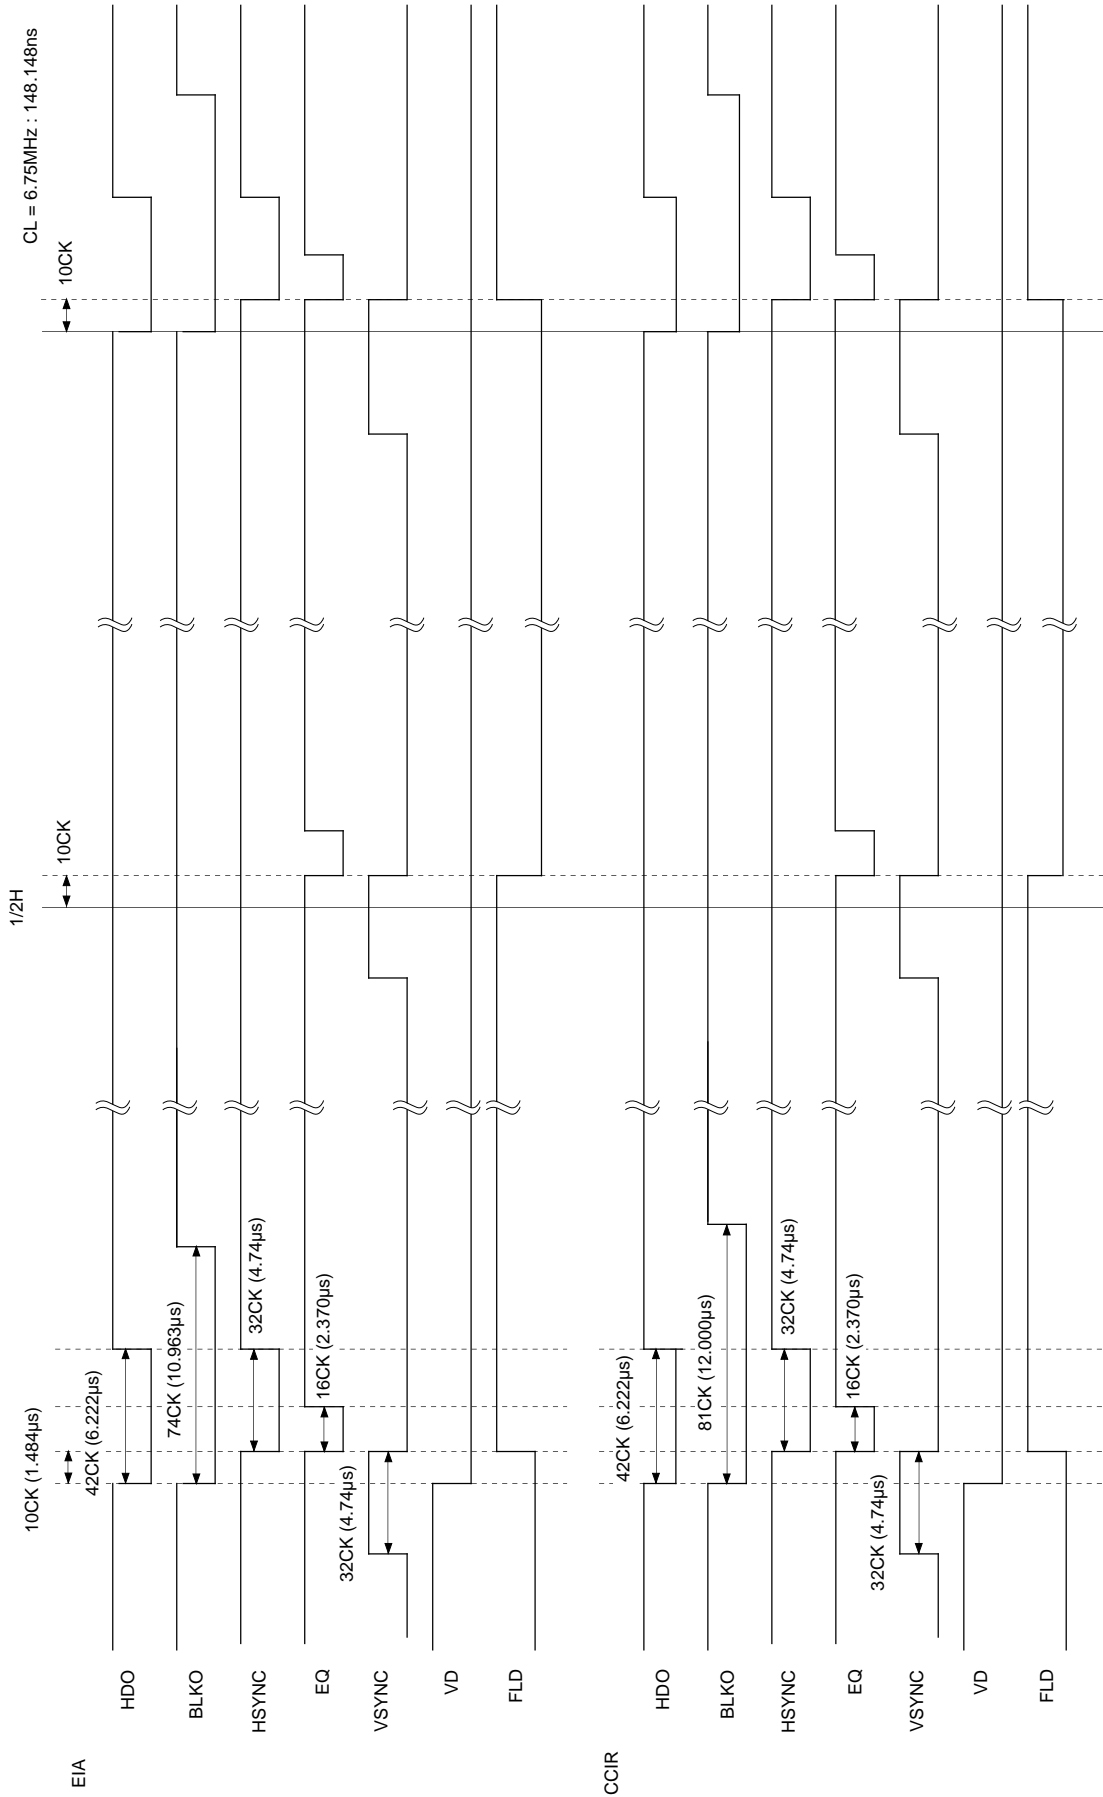 CL = 6.75MHz : 148.148ns
EIA
10CK (1.484µs)
1/2H
10CK
10CK
HDO
42CK (6.222µs)
BLKO
74CK (10.963µs)
HSYNC
32CK (4.74µs)
EQ
16CK (2.370µs)
VSYNC
32CK (4.74µs)
VD
FLD
CCIR
HDO
42CK (6.222µs)
BLKO
81CK (12.000µs)
HSYNC
32CK (4.74µs)
EQ
16CK (2.370µs)
VSYNC
32CK (4.74µs)
VD
FLD